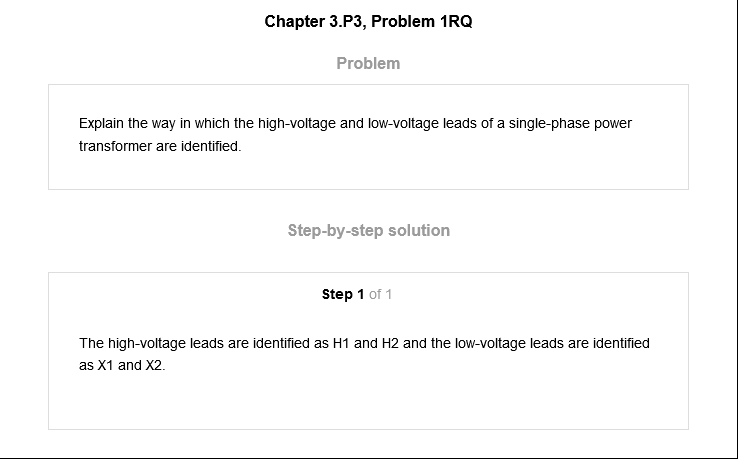 Chapter 3.P3, Problem 1RQ
Problem
Explain the way in which the high-voltage and low-voltage leads of a single-phase power
transformer are identified.
Step-by-step solution
Step 1 of 1
The high-voltage leads are identified as H1 and H2 and the low-voltage leads are identified
as X1 and X2.